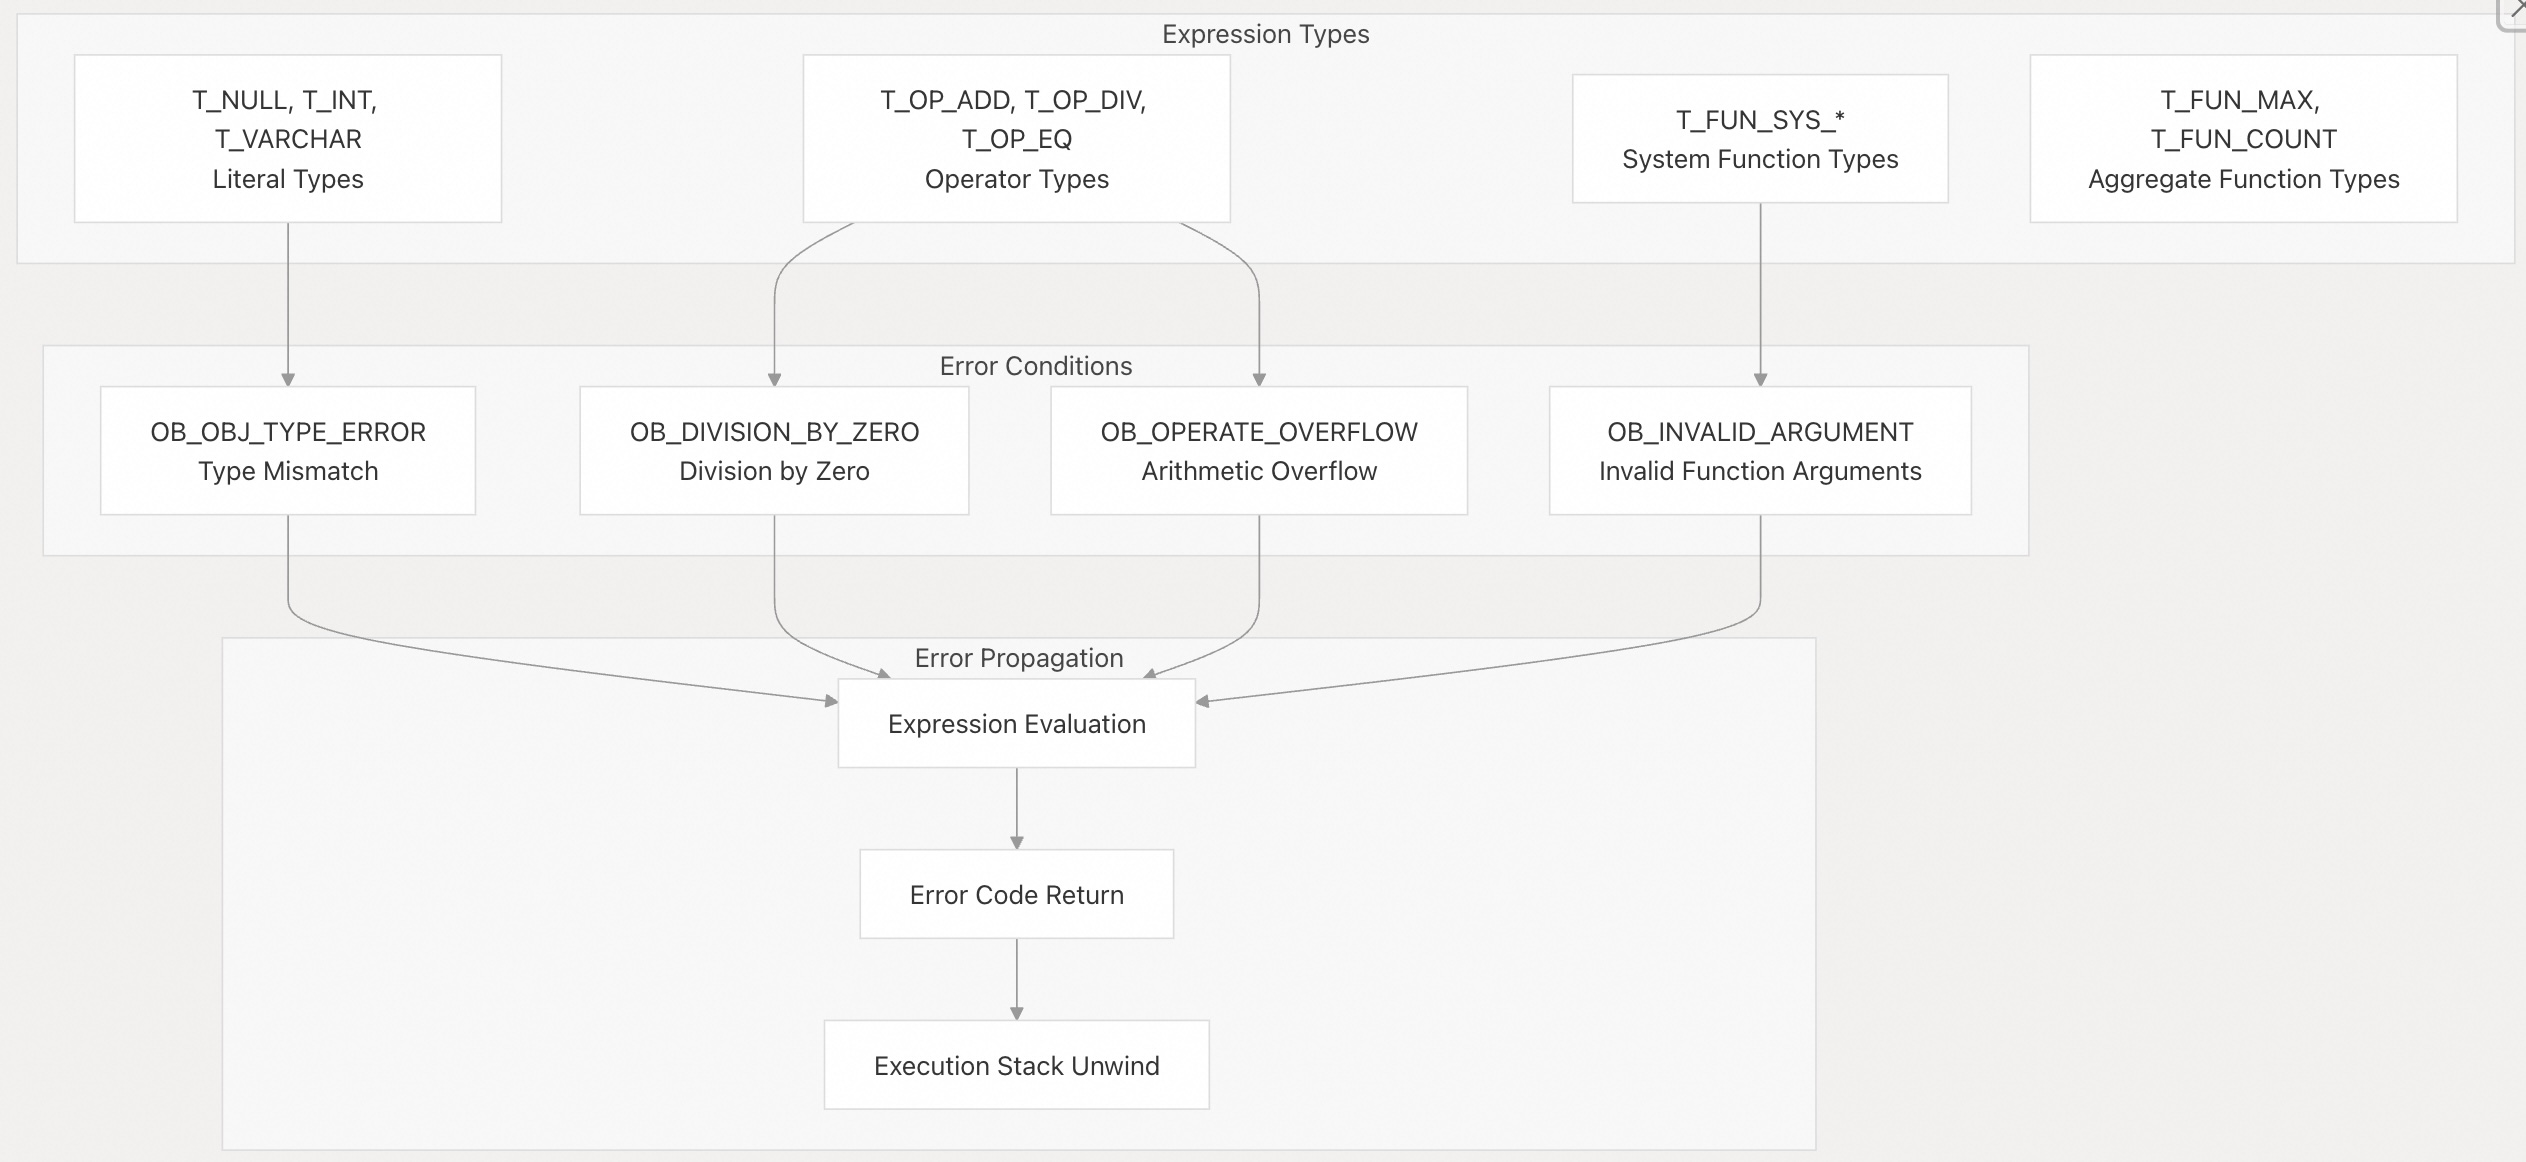 Expression Types
T_NULL, T_INT,
T_VARCHAR
Literal Types
T_OP_ADD, T_OP_DIV,
T_OP_EQ
Operator Types
T_FUN_SYS_*
System Function Types
T_FUN_MAX,
T_FUN_COUNT
Aggregate Function Types
Error Conditions
OB_OBJ_TYPE_ERROR
Type Mismatch
OB_DIVISION_BY_ZERO
Division by Zero
OB_OPERATE_OVERFLOW
Arithmetic Overflow
OB_INVALID_ARGUMENT
Invalid Function Arguments
Error Propagation
Expression Evaluation
Error Code Return
Execution Stack Unwind